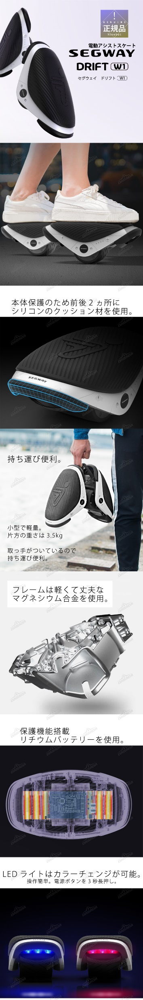 !
GENUINE
正規品
Ninebot
電動アシストスケート
SEGWAY
DRIFT W1
セグウェイ ドリフト W1
本体保護のため前後2ヵ所に
シリコンのクッション材を使用。
SEGWAY
持ち運び便利。
小型で軽量。
片方の重さは3.5kg
取っ手がついているので
持ち運び便利。
フレームは軽くて丈夫な
マグネシウム合金を使用。
保護機能搭載
リチウムバッテリーを使用。
LEDライトはカラーチェンジが可能。
操作簡単。電源ボタンを3秒長押し。
SEGWAY
SEGWAY
DABADA